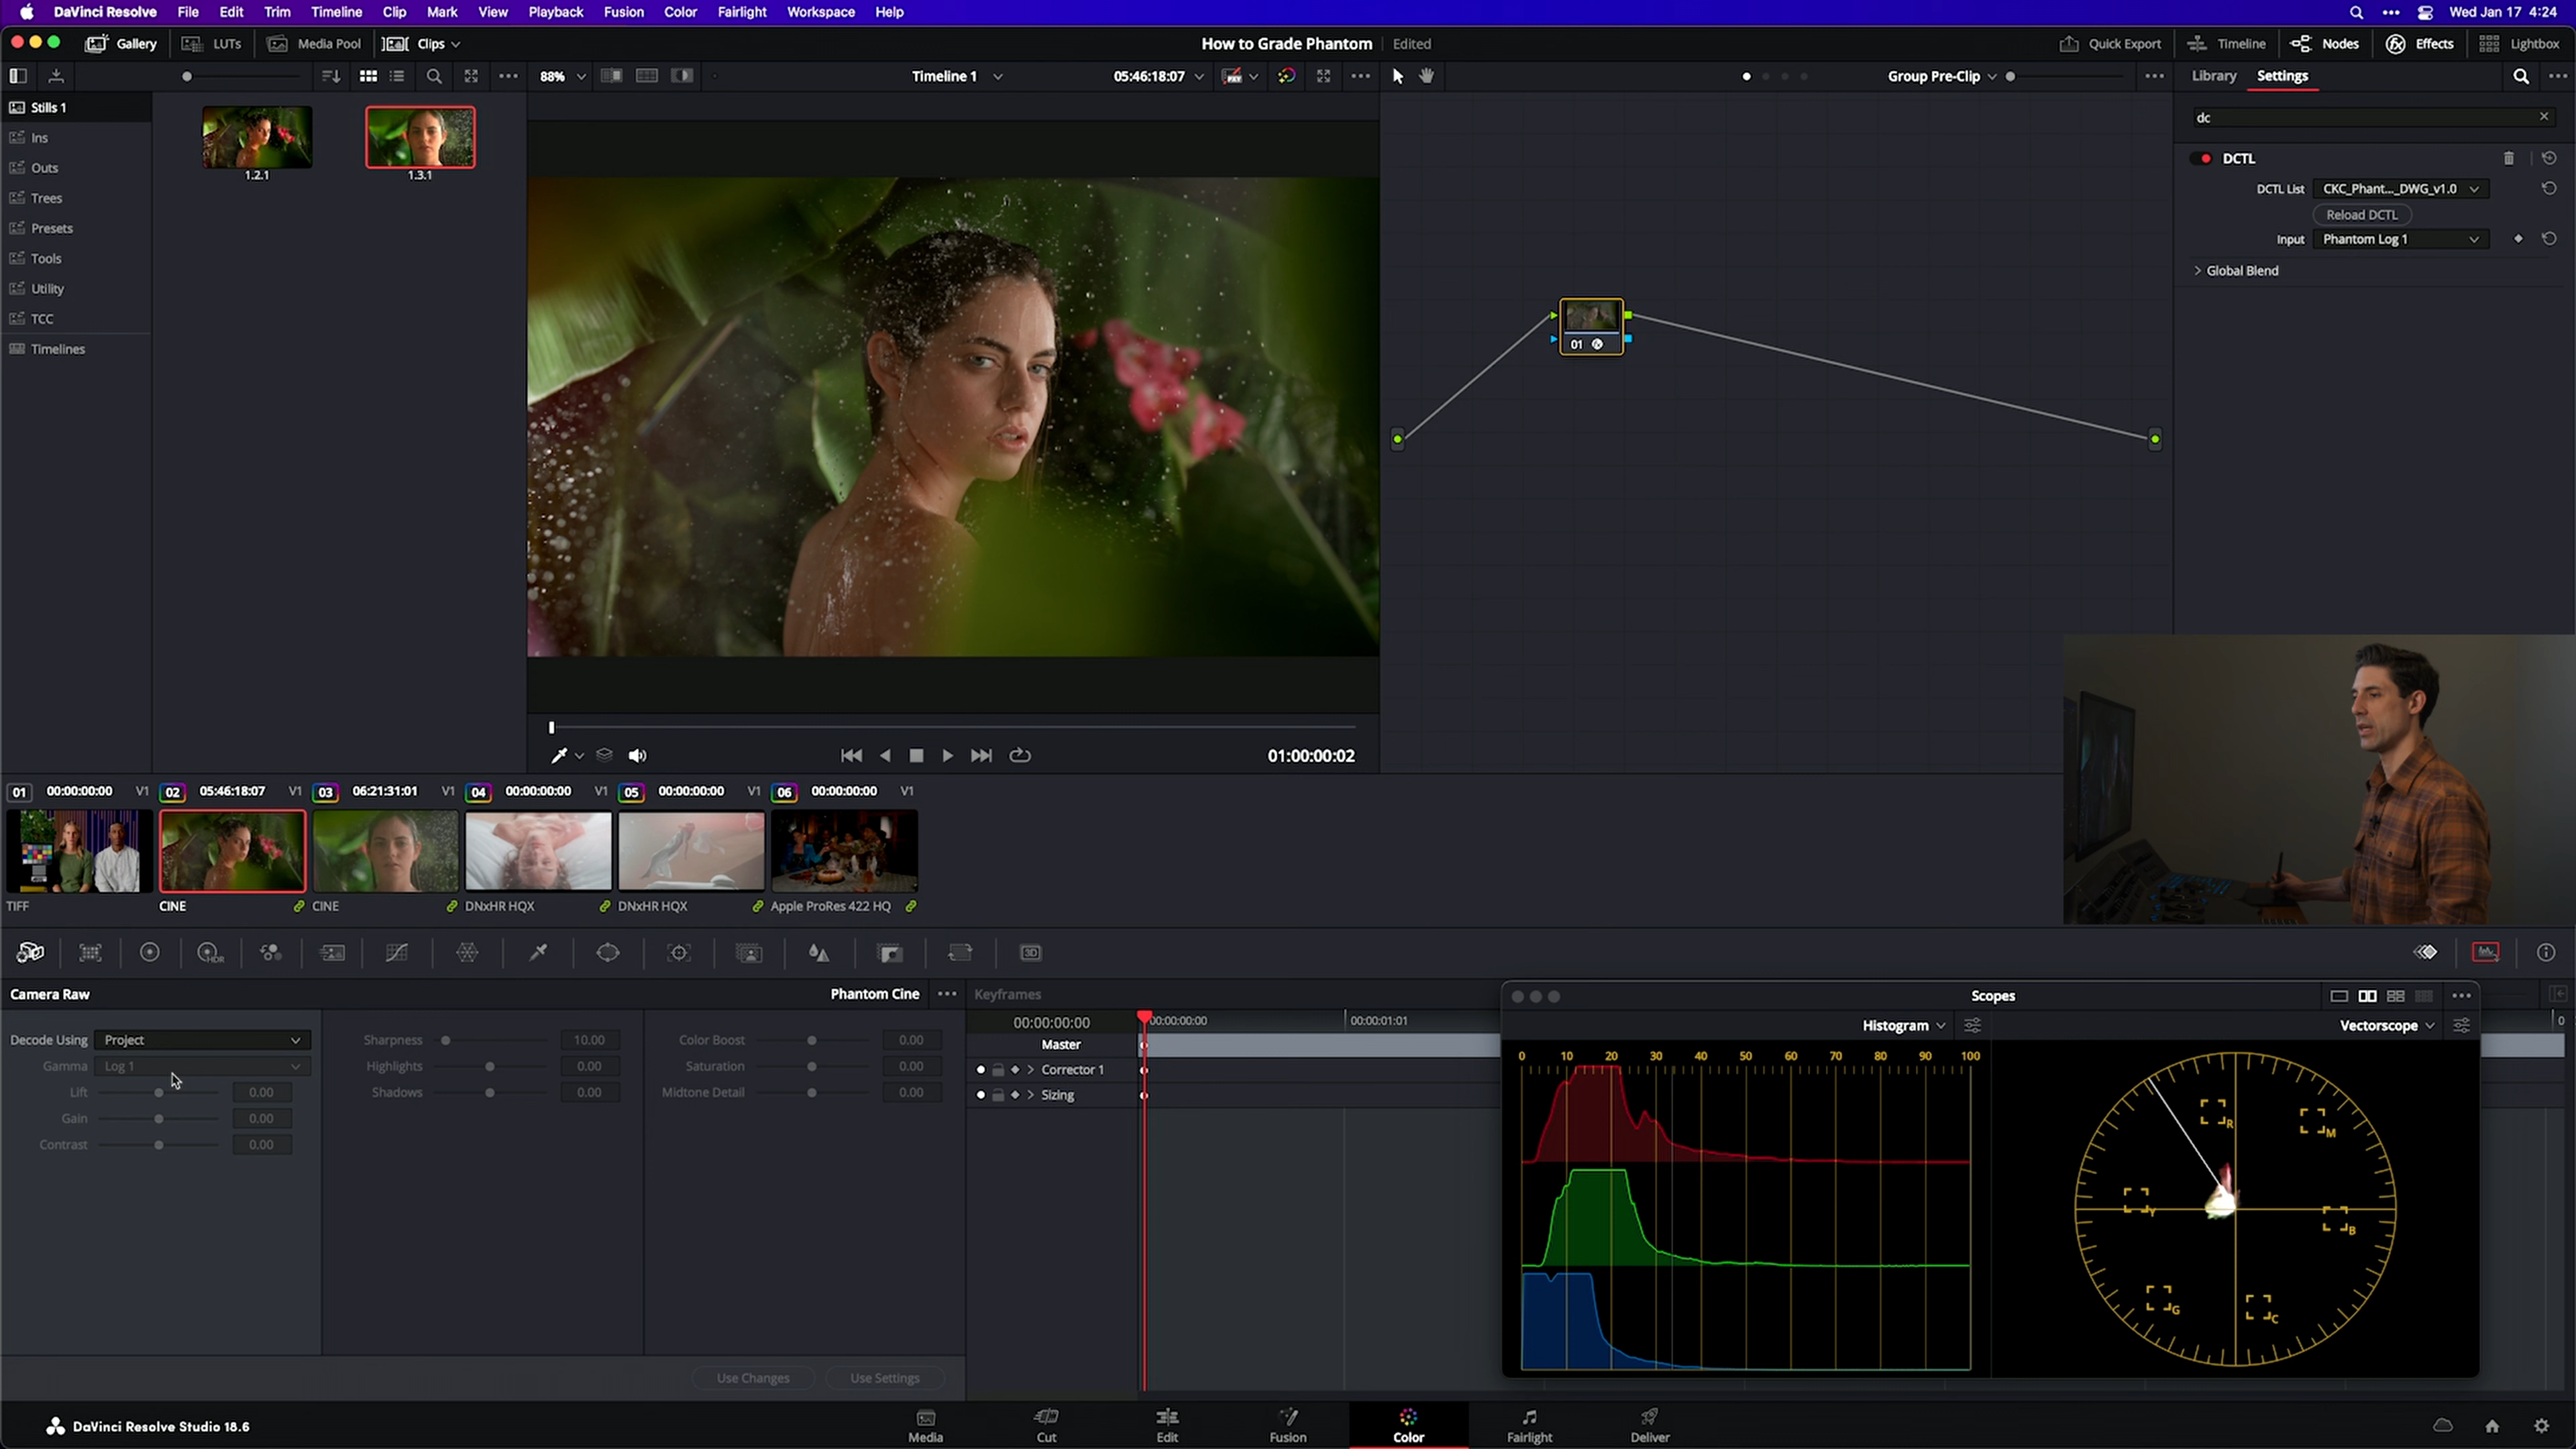 DaVinci Resolve File Edit Trim Timeline Clip Mark View Playback Fusion Color Fairlight Workspace Help Wed Jan 17 4:24
Gallery LUTs Media Pool Clips How to Grade Phantom Edited Quick Export Timeline Nodes Effects Lightbox
88% Timeline 1 05:46:18:07 Group Pre-Clip Library Settings
Stills 1
Ins
Outs
Trees
Presets
Tools
Utility
TCC
Timelines
1.2.1 1.3.1
dc
DCTL
DCTL List CKC_Phant..._DWG_v1.0
Reload DCTL
Input Phantom Log 1
Global Blend
01
01:00:00:02
01 00:00:00:00 V1 02 05:46:18:07 V1 03 06:21:31:01 V1 04 00:00:00:00 V1 05 00:00:00:00 V1 06 00:00:00:00 V1
TIFF CINE CINE DNxHR HQX DNxHR HQX Apple ProRes 422 HQ
HDR 3D
Camera Raw Phantom Cine
Decode Using Project
Gamma Log 1
Lift 0.00
Gain 0.00
Contrast 0.00
Sharpness 10.00
Highlights 0.00
Shadows 0.00
Color Boost 0.00
Saturation 0.00
Midtone Detail 0.00
Use Changes Use Settings
Keyframes
00:00:00:00 00:00:00:00 00:00:01:01
Master
Corrector 1
Sizing
Scopes
Histogram Vectorscope
0 10 20 30 40 50 60 70 80 90 100
R M Y B G C
0
DaVinci Resolve Studio 18.6 Media Cut Edit Fusion Color Fairlight Deliver